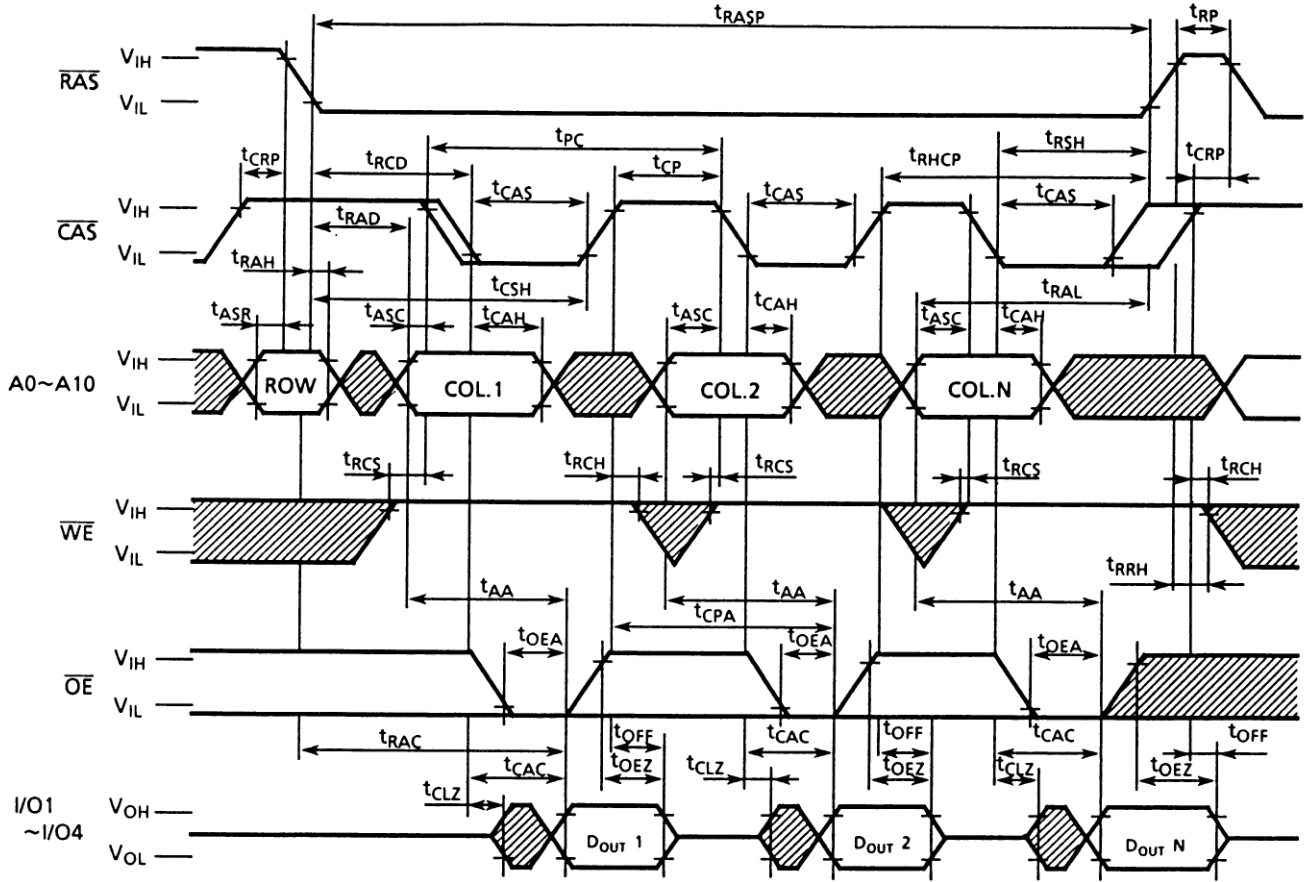 tRASP
tRP
RAS
VIH
VIL
tCRP
tRCD
tPC
tCP
tRHCP
tRSH
tCRP
CAS
VIH
VIL
tRAD
tCAS
tCAS
tCAS
tRAH
tCSH
tRAL
tASR
tASC
tCAH
tASC
tCAH
tASC
tCAH
A0~A10
VIH
VIL
ROW
COL.1
COL.2
COL.N
tRCS
tRCH
tRCS
tRCS
tRCH
WE
VIH
VIL
tRRH
tAA
tAA
tAA
tCPA
tOEA
tOEA
tOEA
OE
VIH
VIL
tRAC
tOFF
tCAC
tOFF
tCAC
tOFF
tCAC
tOEZ
tCLZ
tOEZ
tCLZ
tOEZ
tCLZ
I/O1
~I/O4
VOH
VOL
DOUT 1
DOUT 2
DOUT N